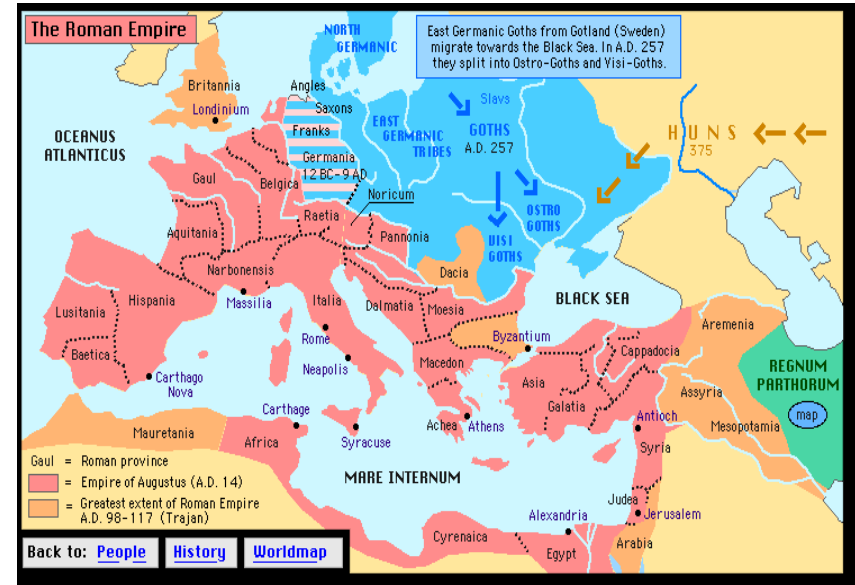 The Roman Empire
NORTH
GERMANIC
East Germanic Goths from Gotland (Sweden)
migrate towards the Black Sea. In A.D. 257
they split into Ostro-Goths and Visi-Goths.
Britannia
Londinium
Angles
Saxons
Franks
Germania
12 BC-9 AD
EAST
GERMANIC
TRIBES
Slavs
GOTHS
A.D. 257
HUNS
375
OCEANUS
ATLANTICUS
Gaul
Belgica
Noricum
Raetia
Pannonia
OSTRO
GOTHS
VISI
GOTHS
Aquitania
Narbonensis
Dacia
Lusitania
Hispania
Massilia
Italia
Dalmatia
Moesia
BLACK SEA
Aremenia
Baetica
Rome
Byzantium
Cappadocia
REGNUM
PARTHORUM
map
Carthago
Nova
Neapolis
Macedon
Asia
Galatia
Assyria
Mesopotamia
Carthage
Mauretania
Africa
Syracuse
Achea
Athens
Antioch
Syria
MARE INTERNUM
Gaul = Roman province
= Empire of Augustus (A.D. 14)
= Greatest extent of Roman Empire
A.D. 98-117 (Trajan)
Judea
Jerusalem
Alexandria
Cyrenaica
Egypt
Arabia
Back to: People
History
Worldmap